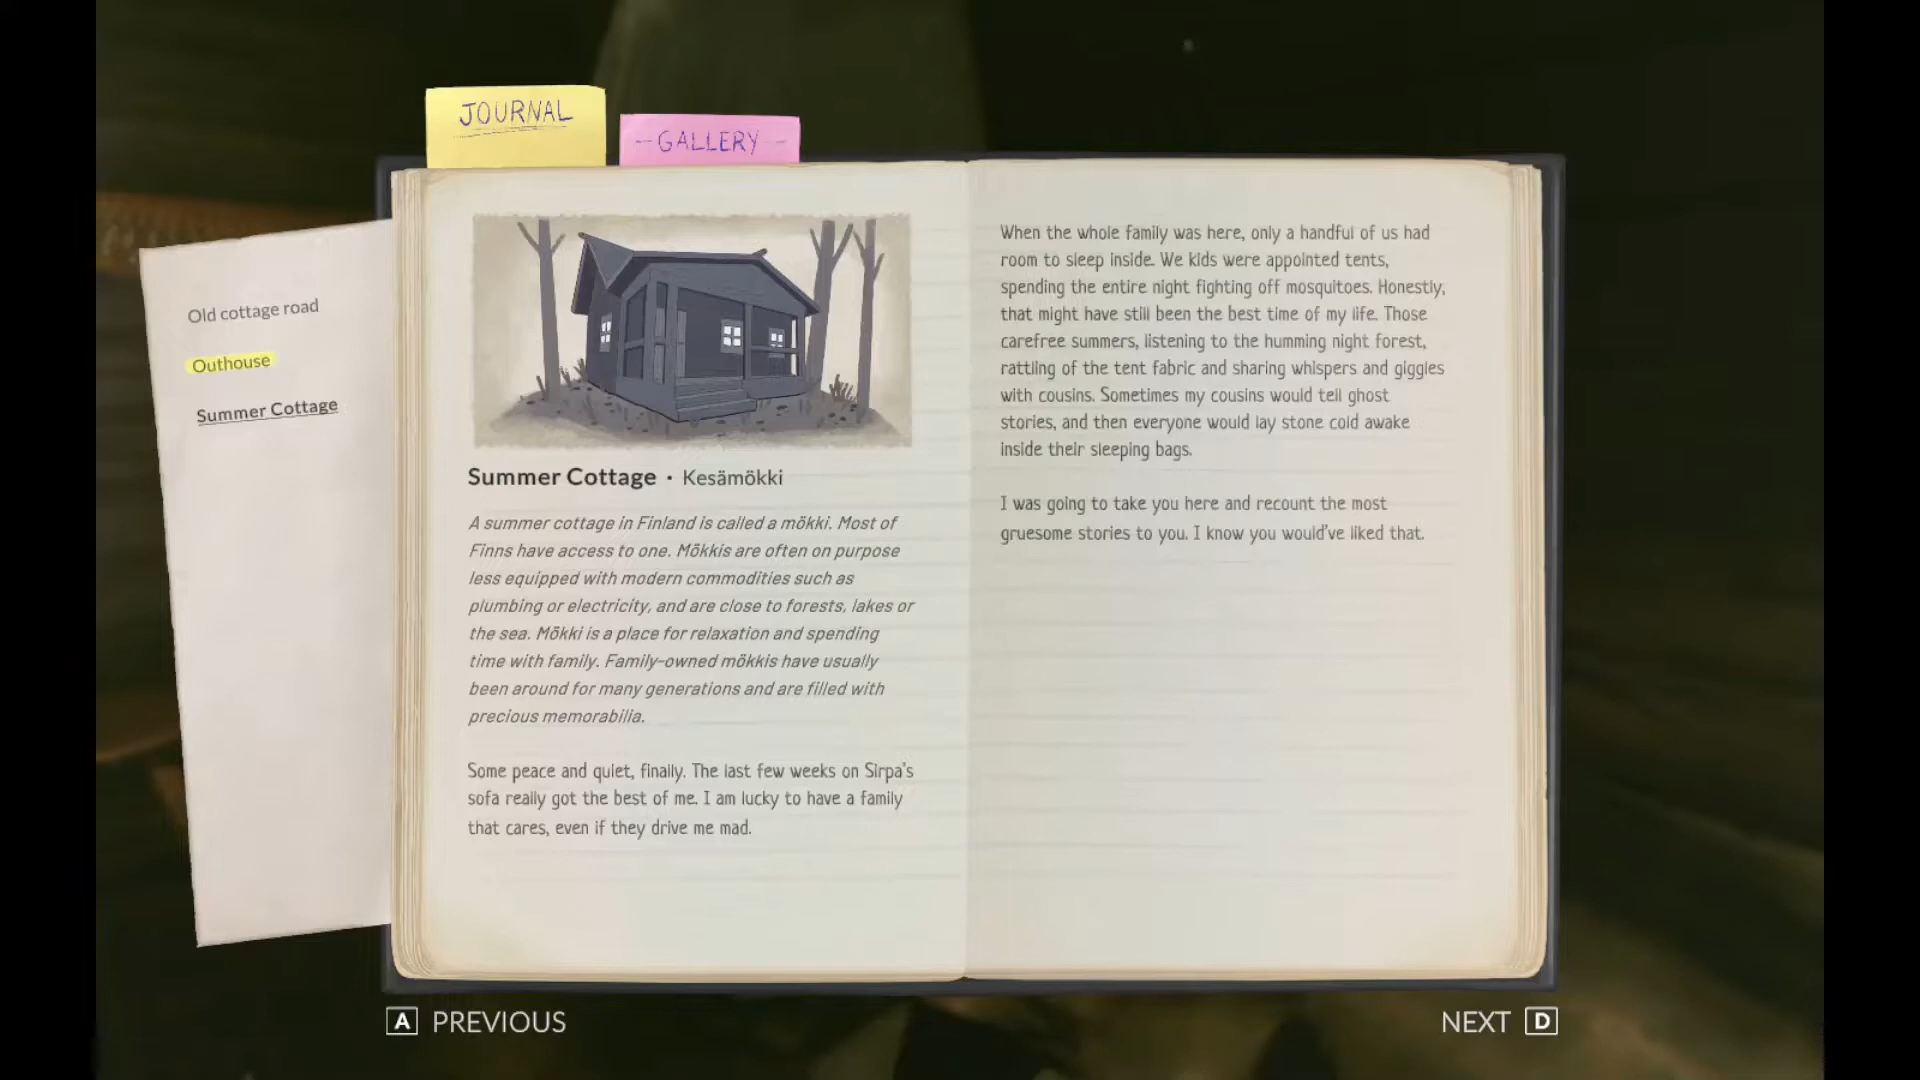 JOURNAL
-GALLERY-
Old cottage road
Outhouse
Summer Cottage
Summer Cottage • Kesämökki
A summer cottage in Finland is called a mökki. Most of
Finns have access to one. Mökkis are often on purpose
less equipped with modern commodities such as
plumbing or electricity, and are close to forests, lakes or
the sea. Mökki is a place for relaxation and spending
time with family. Family-owned mökkis have usually
been around for many generations and are filled with
precious memorabilia.
Some peace and quiet, finally. The last few weeks on Sirpa's
sofa really got the best of me. I am lucky to have a family
that cares, even if they drive me mad.
When the whole family was here, only a handful of us had
room to sleep inside. We kids were appointed tents,
spending the entire night fighting off mosquitoes. Honestly,
that might have still been the best time of my life. Those
carefree summers, listening to the humming night forest,
rattling of the tent fabric and sharing whispers and giggles
with cousins. Sometimes my cousins would tell ghost
stories, and then everyone would lay stone cold awake
inside their sleeping bags.
I was going to take you here and recount the most
gruesome stories to you. I know you would've liked that.
A PREVIOUS
NEXT D